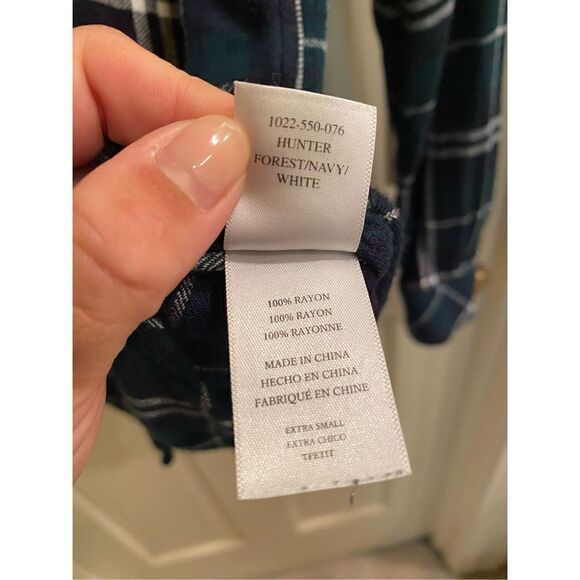 1022-550-076
HUNTER
FOREST/NAVY/
WHITE
100% RAYON
100% RAYON
100% RAYONNE
MADE IN CHINA
HECHO EN CHINA
FABRIQUÉ EN CHINE
EXTRA SMALL
EXTRA CHICO
TPETIT